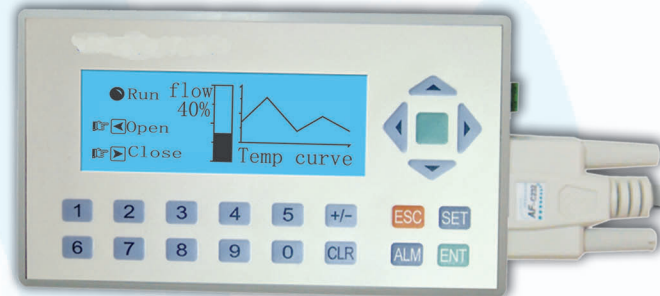 Run flow
40%
Open
Close
Temp curve
1 2 3 4 5 +/-
ESC SET
6 7 8 9 0 CLR
ALM ENT